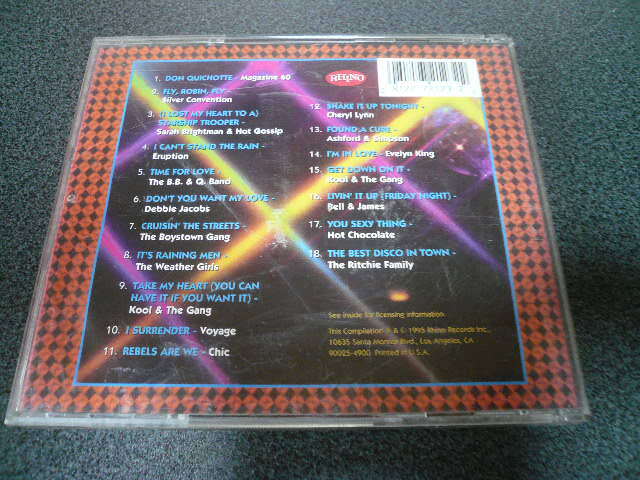 1. DON QUICHOTTE - Magazine 60
2. FLY, ROBIN, FLY -
Silver Convention
3. (I LOST MY HEART TO A)
STARSHIP TROOPER -
Sarah Brightman & Hot Gossip
4. I CAN'T STAND THE RAIN -
Eruption
5. TIME FOR LOVE -
The B.B. & Q. Band
6. DON'T YOU WANT MY LOVE -
Debbie Jacobs
7. CRUISIN' THE STREETS -
The Boystown Gang
8. IT'S RAINING MEN -
The Weather Girls
9. TAKE MY HEART (YOU CAN
HAVE IT IF YOU WANT IT) -
Kool & The Gang
10. I SURRENDER - Voyage
11. REBELS ARE WE - Chic
RHINO
12. SHAKE IT UP TONIGHT -
Cheryl Lynn
13. FOUND A CURE -
Ashford & Simpson
14. I'M IN LOVE - Evelyn King
15. GET DOWN ON IT -
Kool & The Gang
16. LIVIN' IT UP (FRIDAY NIGHT) -
Bell & James
17. YOU SEXY THING -
Hot Chocolate
18. THE BEST DISCO IN TOWN -
The Ritchie Family
See inside for licensing information.
This Compilation ℗ & © 1995 Rhino Records Inc.,
10635 Santa Monica Blvd., Los Angeles, CA
90025-4900 Printed in U.S.A.